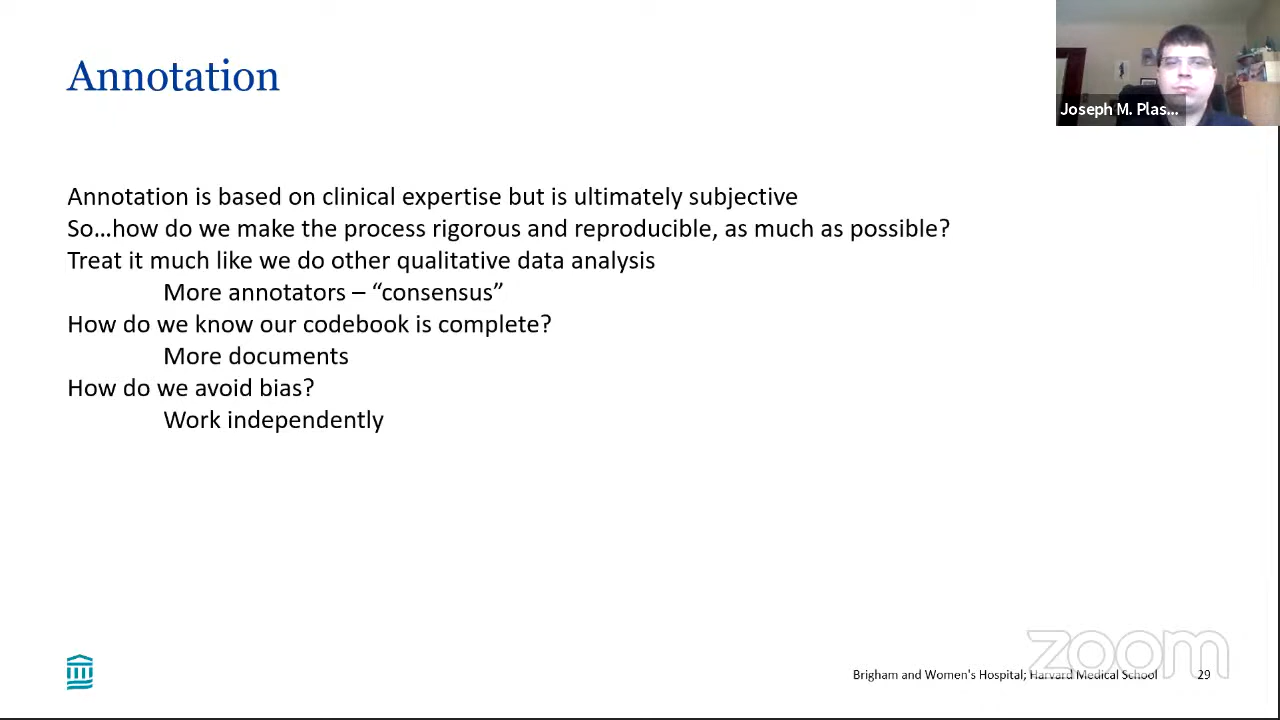 Annotation
Joseph M. Plas...
Annotation is based on clinical expertise but is ultimately subjective
So…how do we make the process rigorous and reproducible, as much as possible?
Treat it much like we do other qualitative data analysis
More annotators – “consensus”
How do we know our codebook is complete?
More documents
How do we avoid bias?
Work independently
zoom
Brigham and Women's Hospital; Harvard Medical School 29